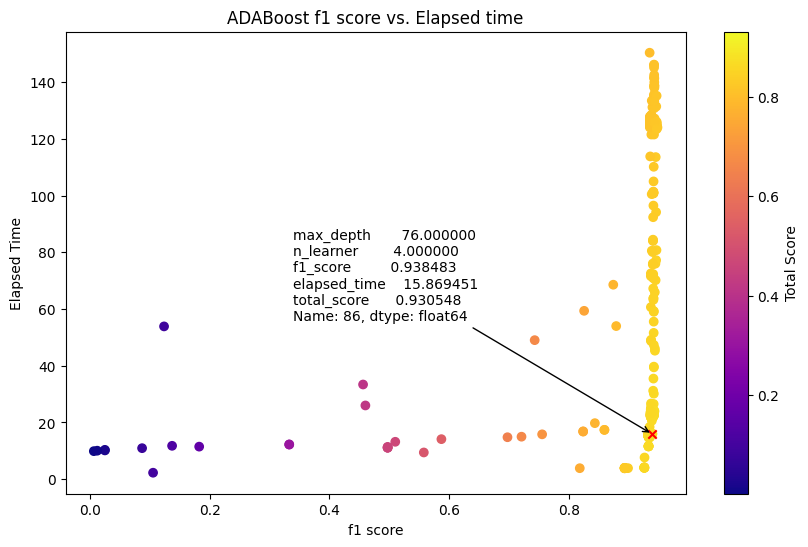 ADABoost f1 score vs. Elapsed time
Elapsed Time
140
120
100
80
60
40
20
0
max_depth 76.000000
n_learner 4.000000
f1_score 0.938483
elapsed_time 15.869451
total_score 0.930548
Name: 86, dtype: float64
0.0 0.2 0.4 0.6 0.8
f1 score
0.8
0.6
0.4
0.2
Total Score